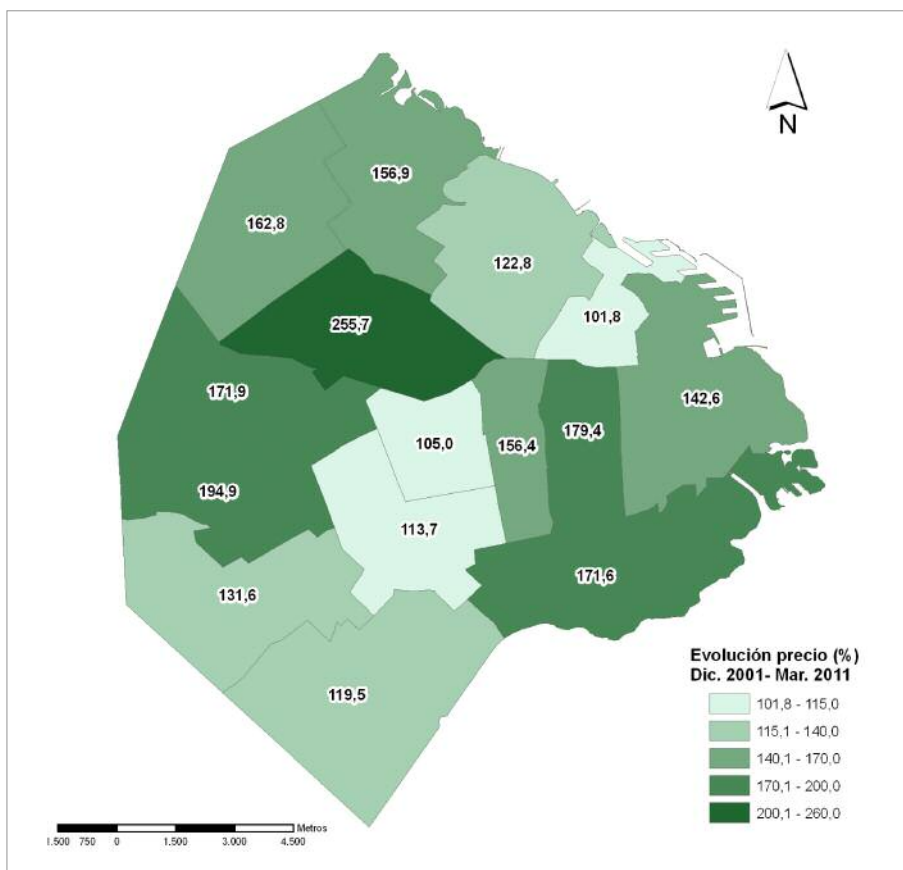 N
156,9
162,8
122,8
101,8
255,7
171,9
142,6
179,4
156,4
105,0
194,9
113,7
171,6
131,6
119,5
Evolución precio (%)
Dic. 2001- Mar. 2011
101,8 - 115,0
115,1 - 140,0
140,1 - 170,0
170,1 - 200,0
200,1 - 260,0
Metros
1.500 750 0 1.500 3.000 4.500